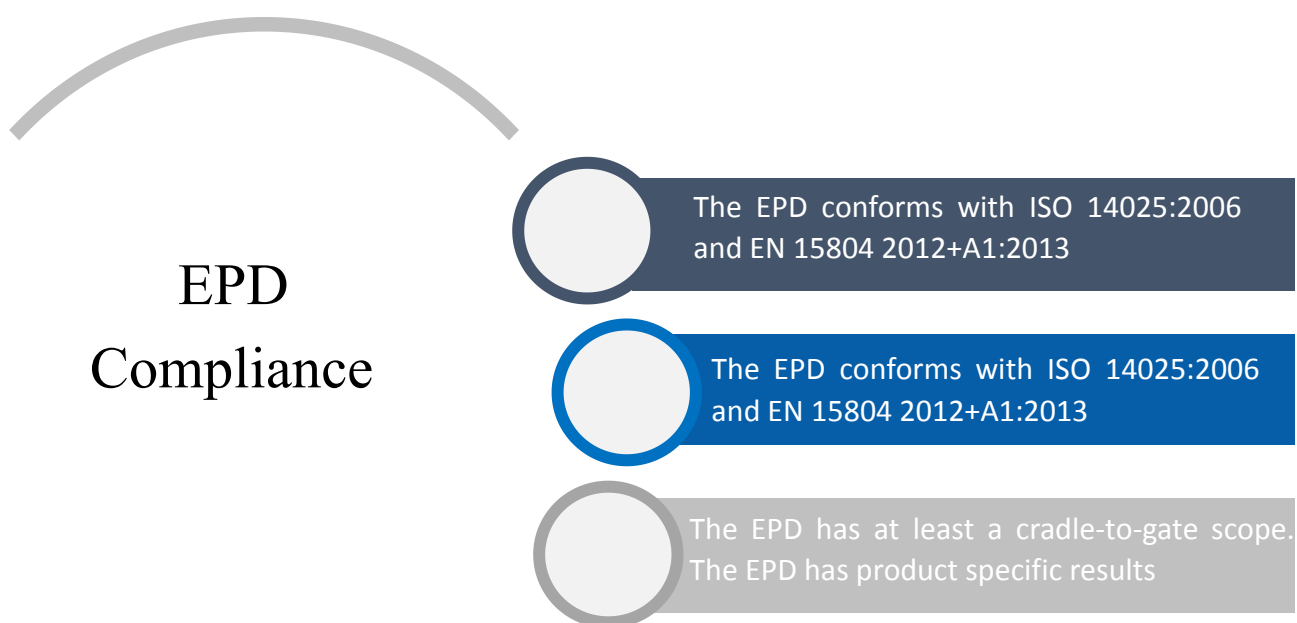 EPD
Compliance
The EPD conforms with ISO 14025:2006
and EN 15804 2012+A1:2013
The EPD conforms with ISO 14025:2006
and EN 15804 2012+A1:2013
The EPD has at least a cradle-to-gate scope.
The EPD has product specific results